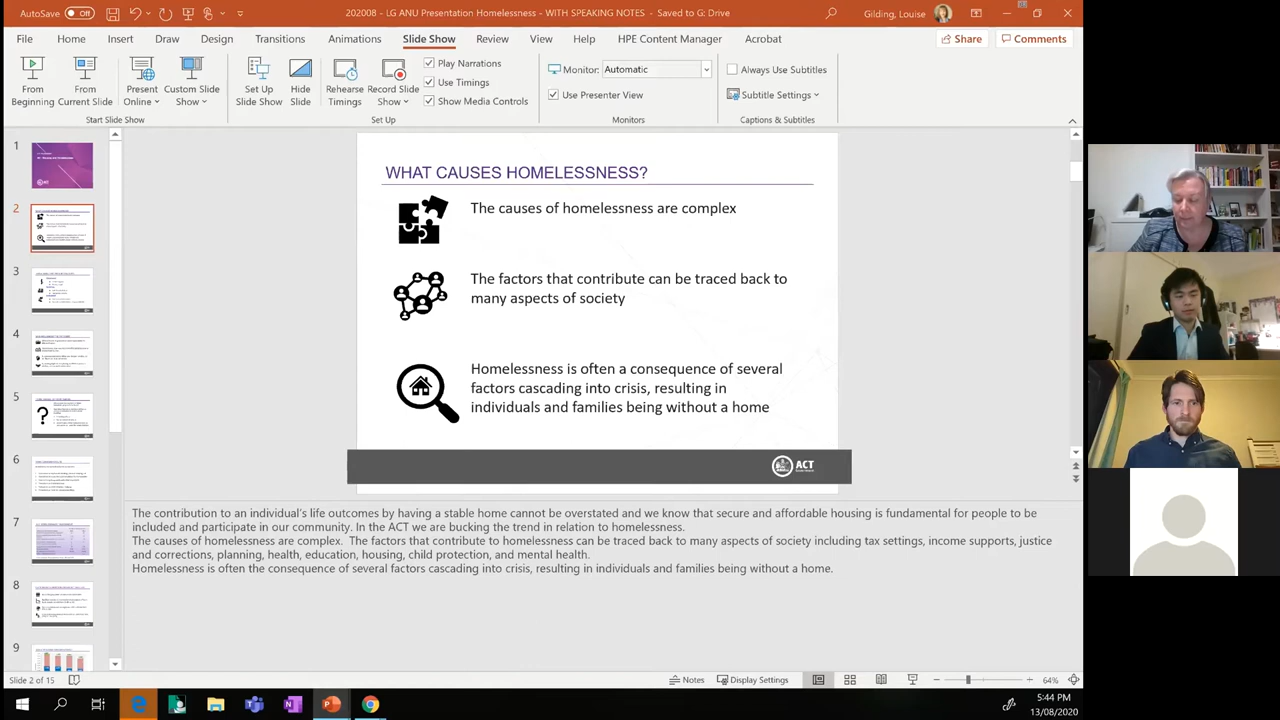 AutoSave Off
202008 - LG ANU Presentation Homelessness - WITH SPEAKING NOTES - Saved to G: Drive
Gilding, Louise
File Home Insert Draw Design Transitions Animations Slide Show Review View Help HPE Content Manager Acrobat
Share Comments
From Beginning
From Current Slide
Present Online
Custom Slide Show
Start Slide Show
Set Up Slide Show
Hide Slide
Rehearse Timings
Record Slide Show
Play Narrations
Use Timings
Show Media Controls
Set Up
Monitor: Automatic
Use Presenter View
Monitors
Always Use Subtitles
Subtitle Settings
Captions & Subtitles
1
2
3
4
5
6
7
8
9
WHAT CAUSES HOMELESSNESS?
The causes of homelessness are complex
The factors that contribute can be traced back to
many aspects of society
Homelessness is often a consequence of several
factors cascading into crisis, resulting in
individuals and families being without a home
ACT
The contribution to an individual's life outcomes by having a stable home cannot be overstated and we know that secure and affordable housing is fundamental for people to be
included and participate in our community. In the ACT we are bucking the trend in relation to homelessness.
The causes of homelessness are complex. The factors that contribute to homelessness can be traced back to many aspects of society including tax settings, income supports, justice
and corrections, planning, health, education, housing, child protection, and mental health.
Homelessness is often the consequence of several factors cascading into crisis, resulting in individuals and families being without a home.
Slide 2 of 15
Notes
Display Settings
64%
5:44 PM
13/08/2020